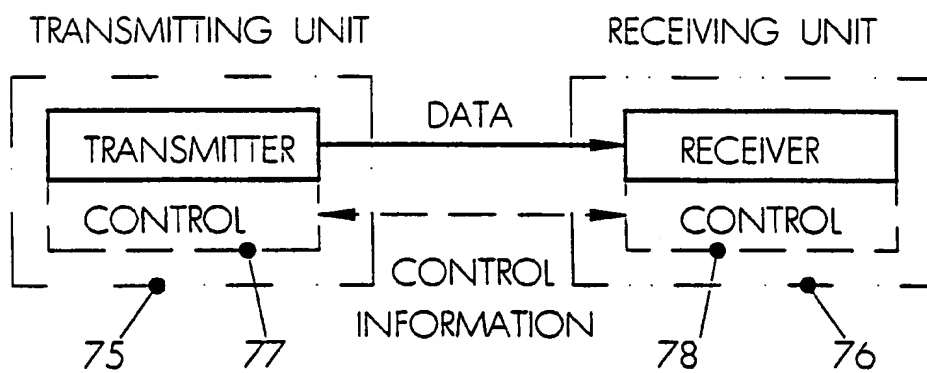 TRANSMITTING UNIT
RECEIVING UNIT
DATA
TRANSMITTER
RECEIVER
CONTROL
CONTROL
CONTROL
INFORMATION
75
77
78
76